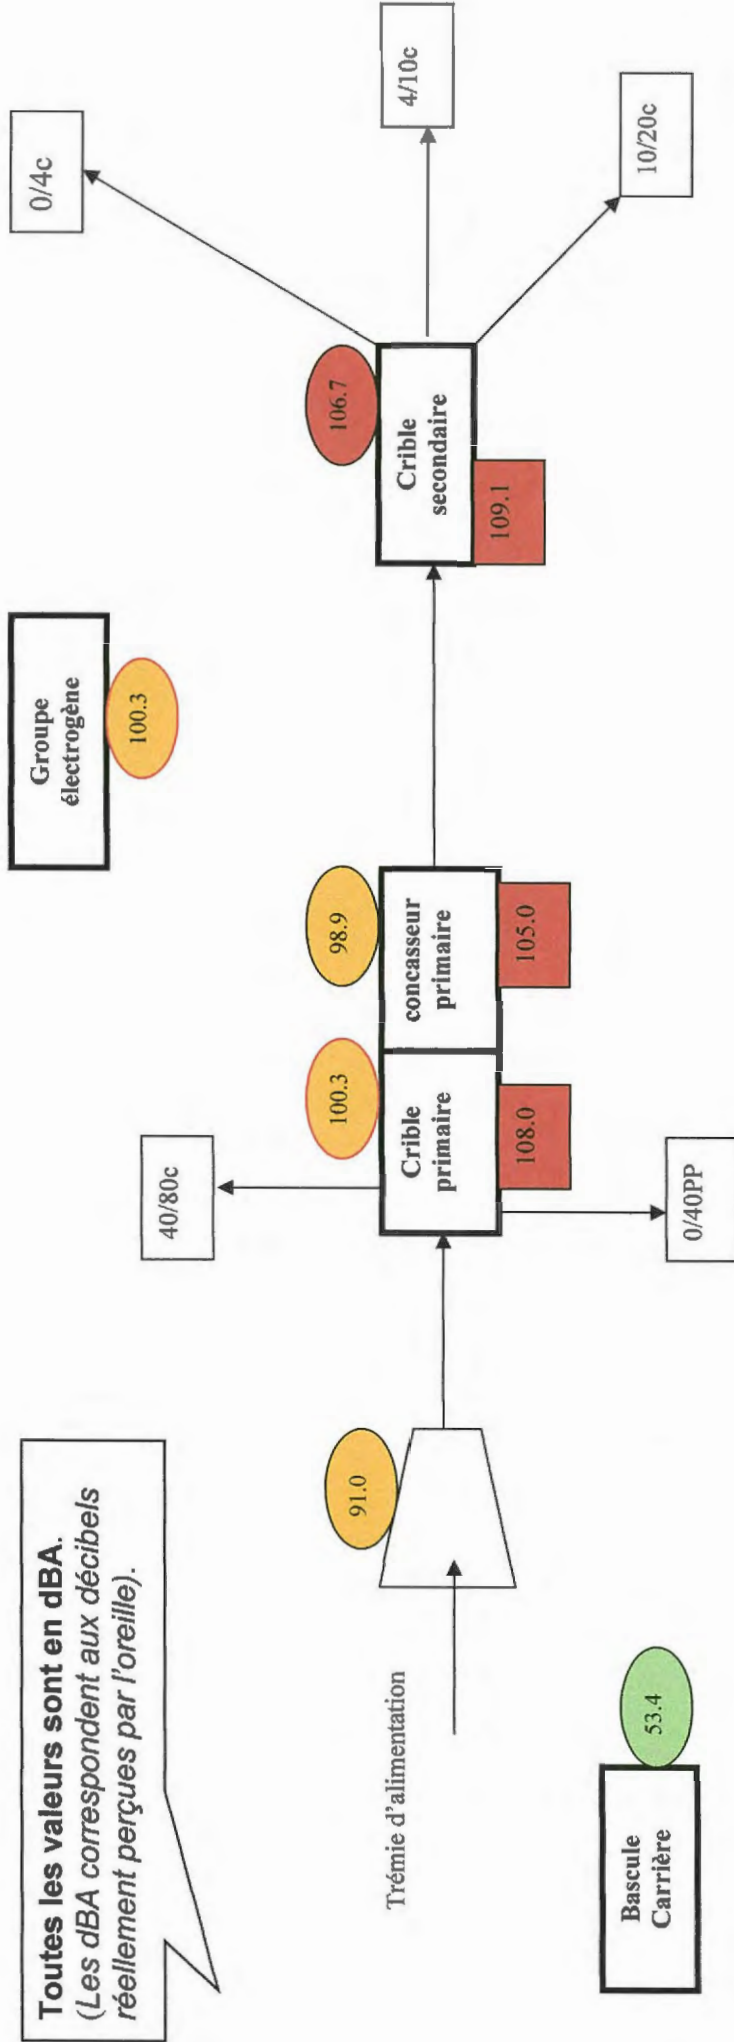 Toutes les valeurs sont en dBA.
(Les dBA correspondent aux décibels
réellement perçues par l'oreille).
Groupe
électrogène
100.3
0/4c
40/80c
91.0
100.3
98.9
106.7
4/10c
Trémie d'alimentation
Crible
primaire
concasseur
primaire
Crible
secondaire
108.0
105.0
109.1
10/20c
Bascule
Carrière
53.4
0/40PP